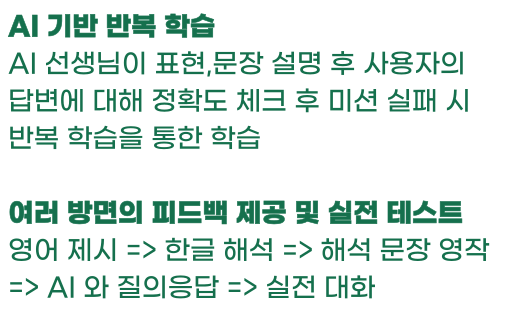 AI 기반 반복 학습
AI 선생님이 표현,문장 설명 후 사용자의
답변에 대해 정확도 체크 후 미션 실패 시
반복 학습을 통한 학습
여러 방면의 피드백 제공 및 실전 테스트
영어 제시 => 한글 해석 => 해석 문장 영작
=> AI 와 질의응답 => 실전 대화